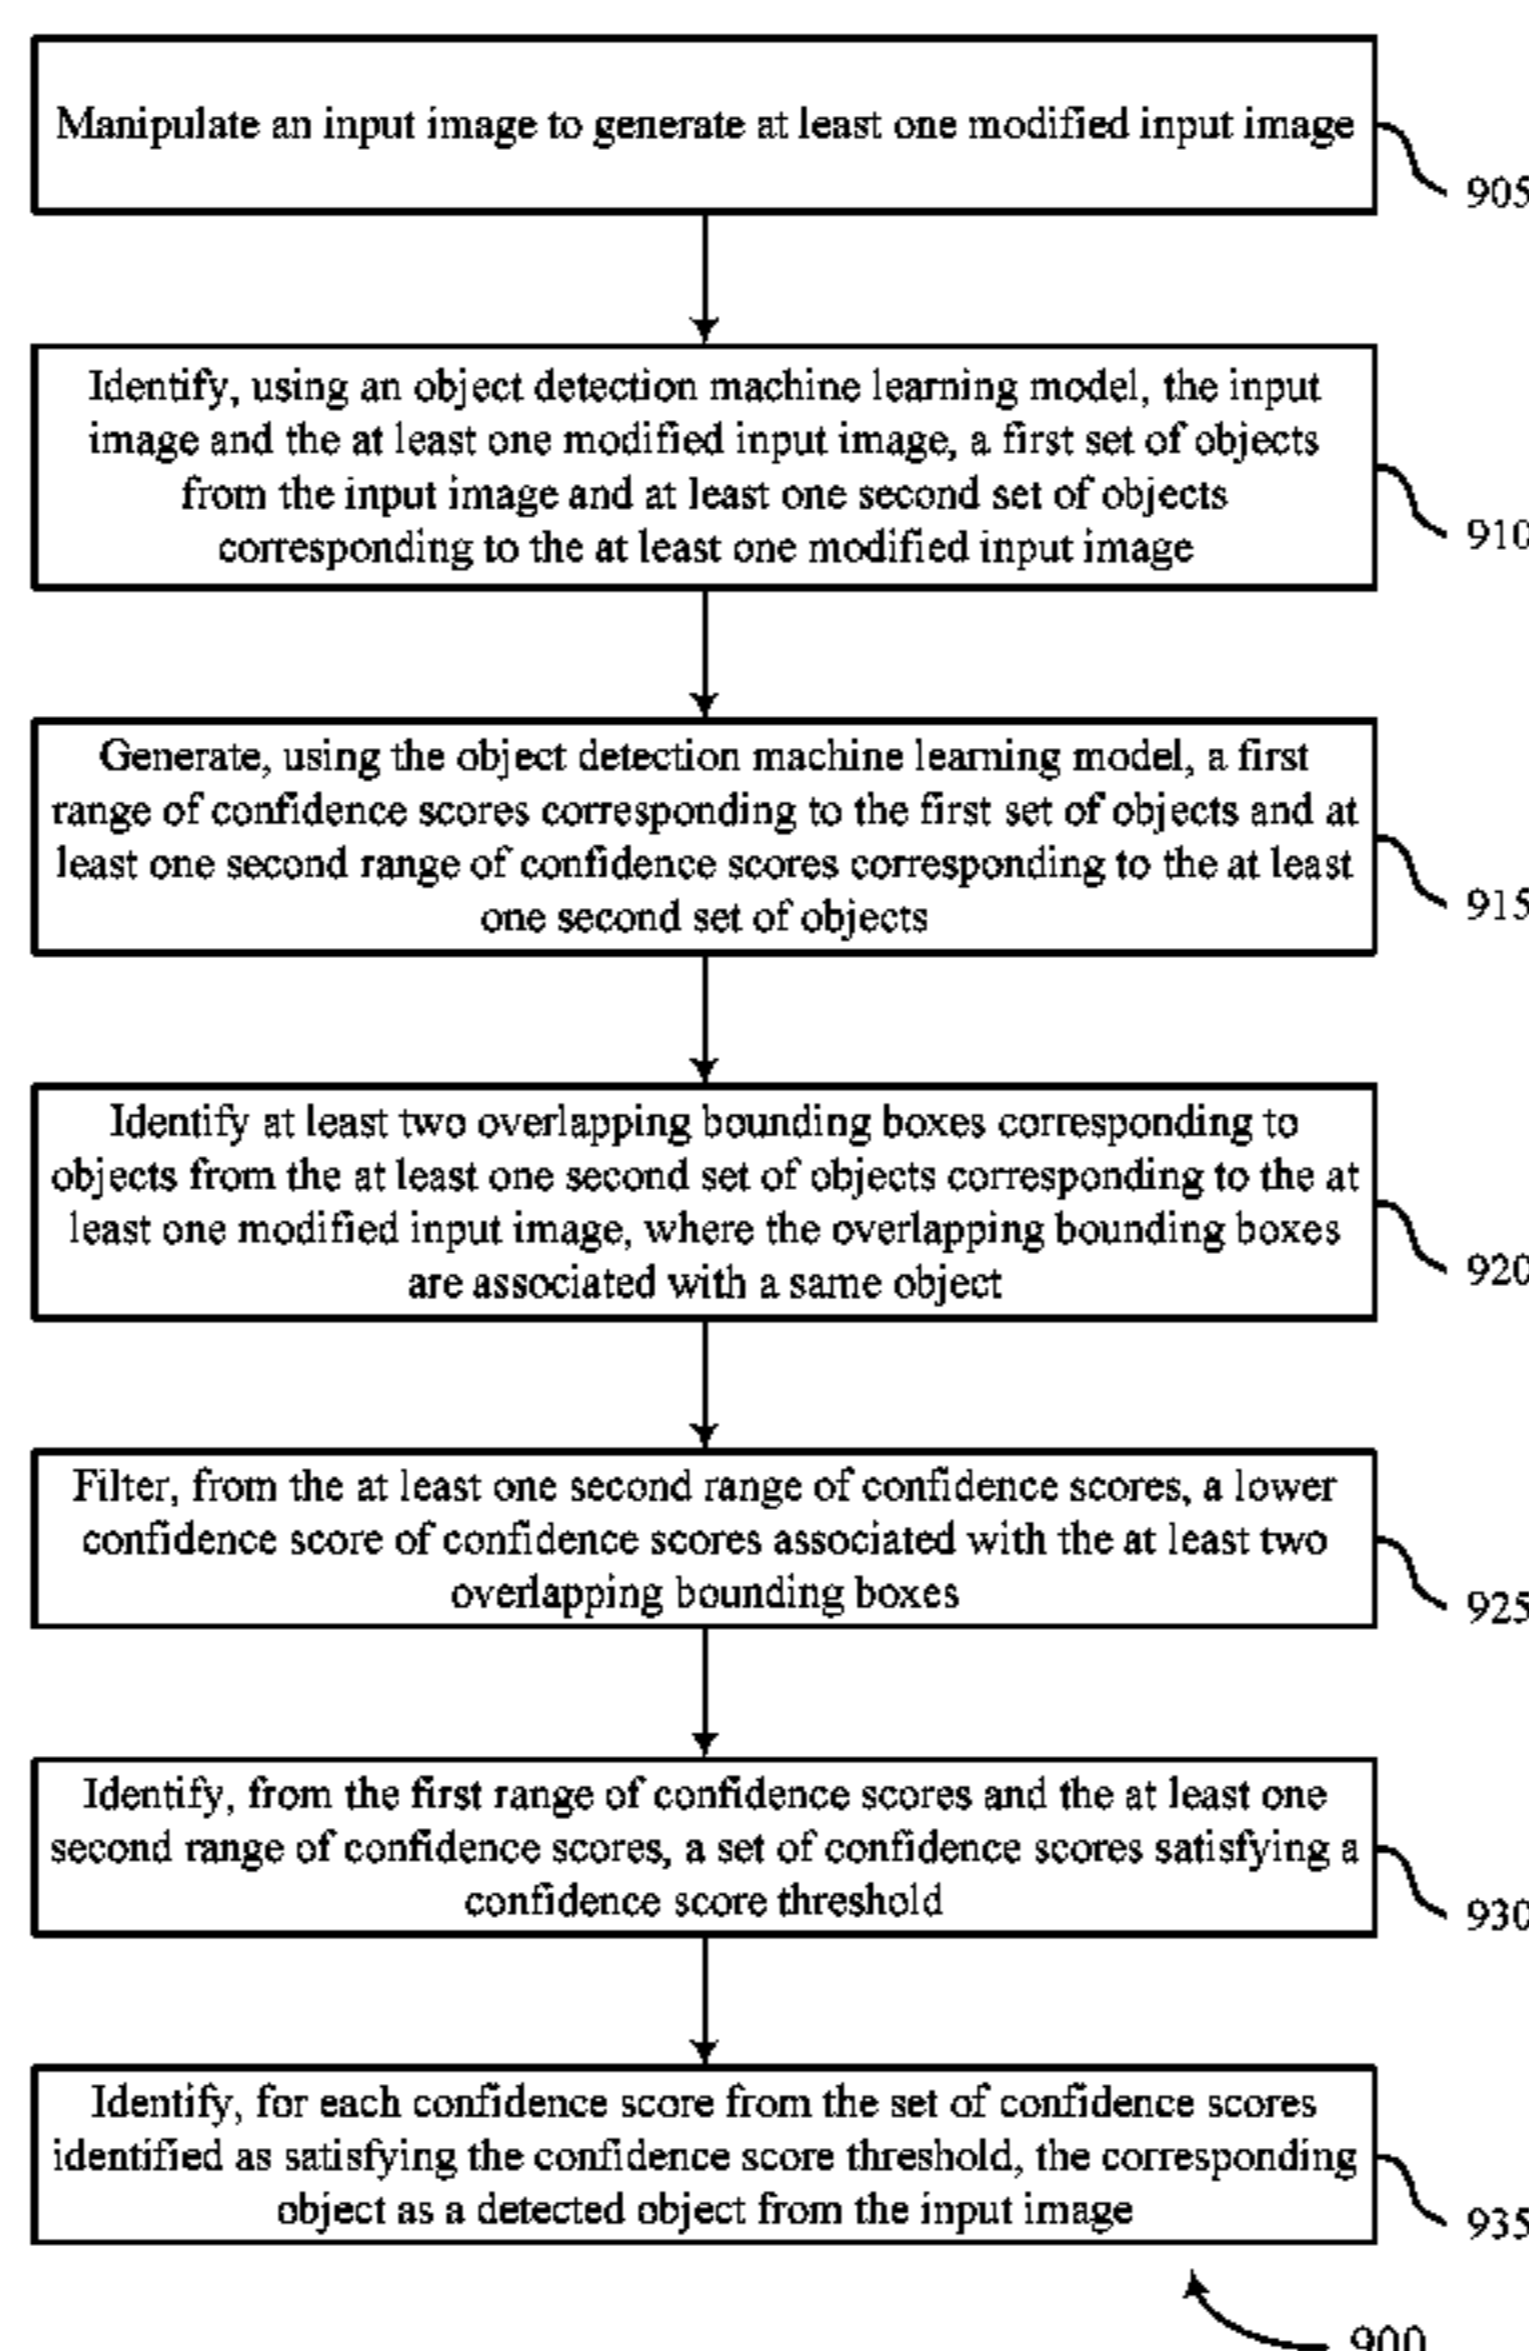 Manipulate an input image to generate at least one modified input image
905
Identify, using an object detection machine learning model, the input
image and the at least one modified input image, a first set of objects
from the input image and at least one second set of objects
corresponding to the at least one modified input image
910
Generate, using the object detection machine learning model, a first
range of confidence scores corresponding to the first set of objects and at
least one second range of confidence scores corresponding to the at least
one second set of objects
915
Identify at least two overlapping bounding boxes corresponding to
objects from the at least one second set of objects corresponding to the at
least one modified input image, where the overlapping bounding boxes
are associated with a same object
920
Filter, from the at least one second range of confidence scores, a lower
confidence score of confidence scores associated with the at least two
overlapping bounding boxes
925
Identify, from the first range of confidence scores and the at least one
second range of confidence scores, a set of confidence scores satisfying a
confidence score threshold
930
Identify, for each confidence score from the set of confidence scores
identified as satisfying the confidence score threshold, the corresponding
object as a detected object from the input image
935
900